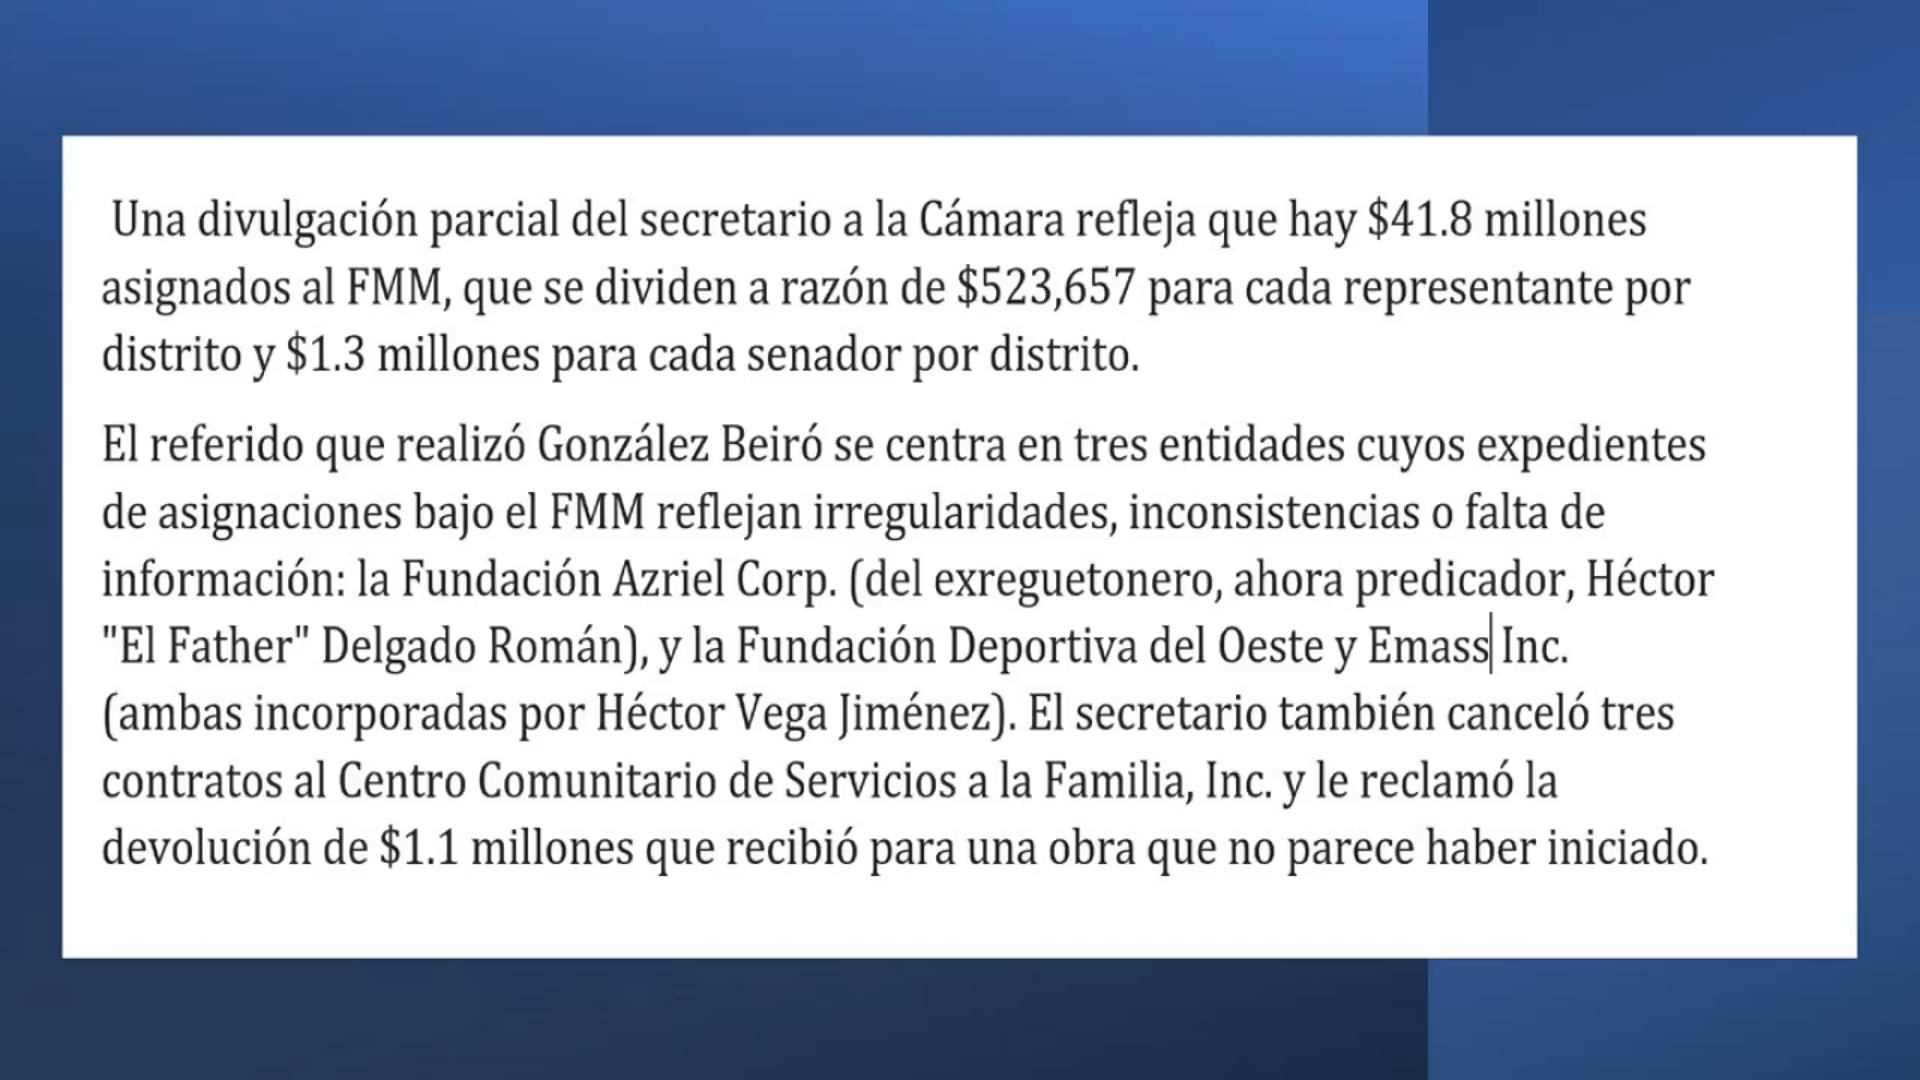 Una divulgación parcial del secretario a la Cámara refleja que hay $41.8 millones
asignados al FMM, que se dividen a razón de $523,657 para cada representante por
distrito y $1.3 millones para cada senador por distrito.
El referido que realizó González Beiró se centra en tres entidades cuyos expedientes
de asignaciones bajo el FMM reflejan irregularidades, inconsistencias o falta de
información: la Fundación Azriel Corp. (del exreguetonero, ahora predicador, Héctor
"El Father" Delgado Román), y la Fundación Deportiva del Oeste y Emass Inc.
(ambas incorporadas por Héctor Vega Jiménez). El secretario también canceló tres
contratos al Centro Comunitario de Servicios a la Familia, Inc. y le reclamó la
devolución de $1.1 millones que recibió para una obra que no parece haber iniciado.